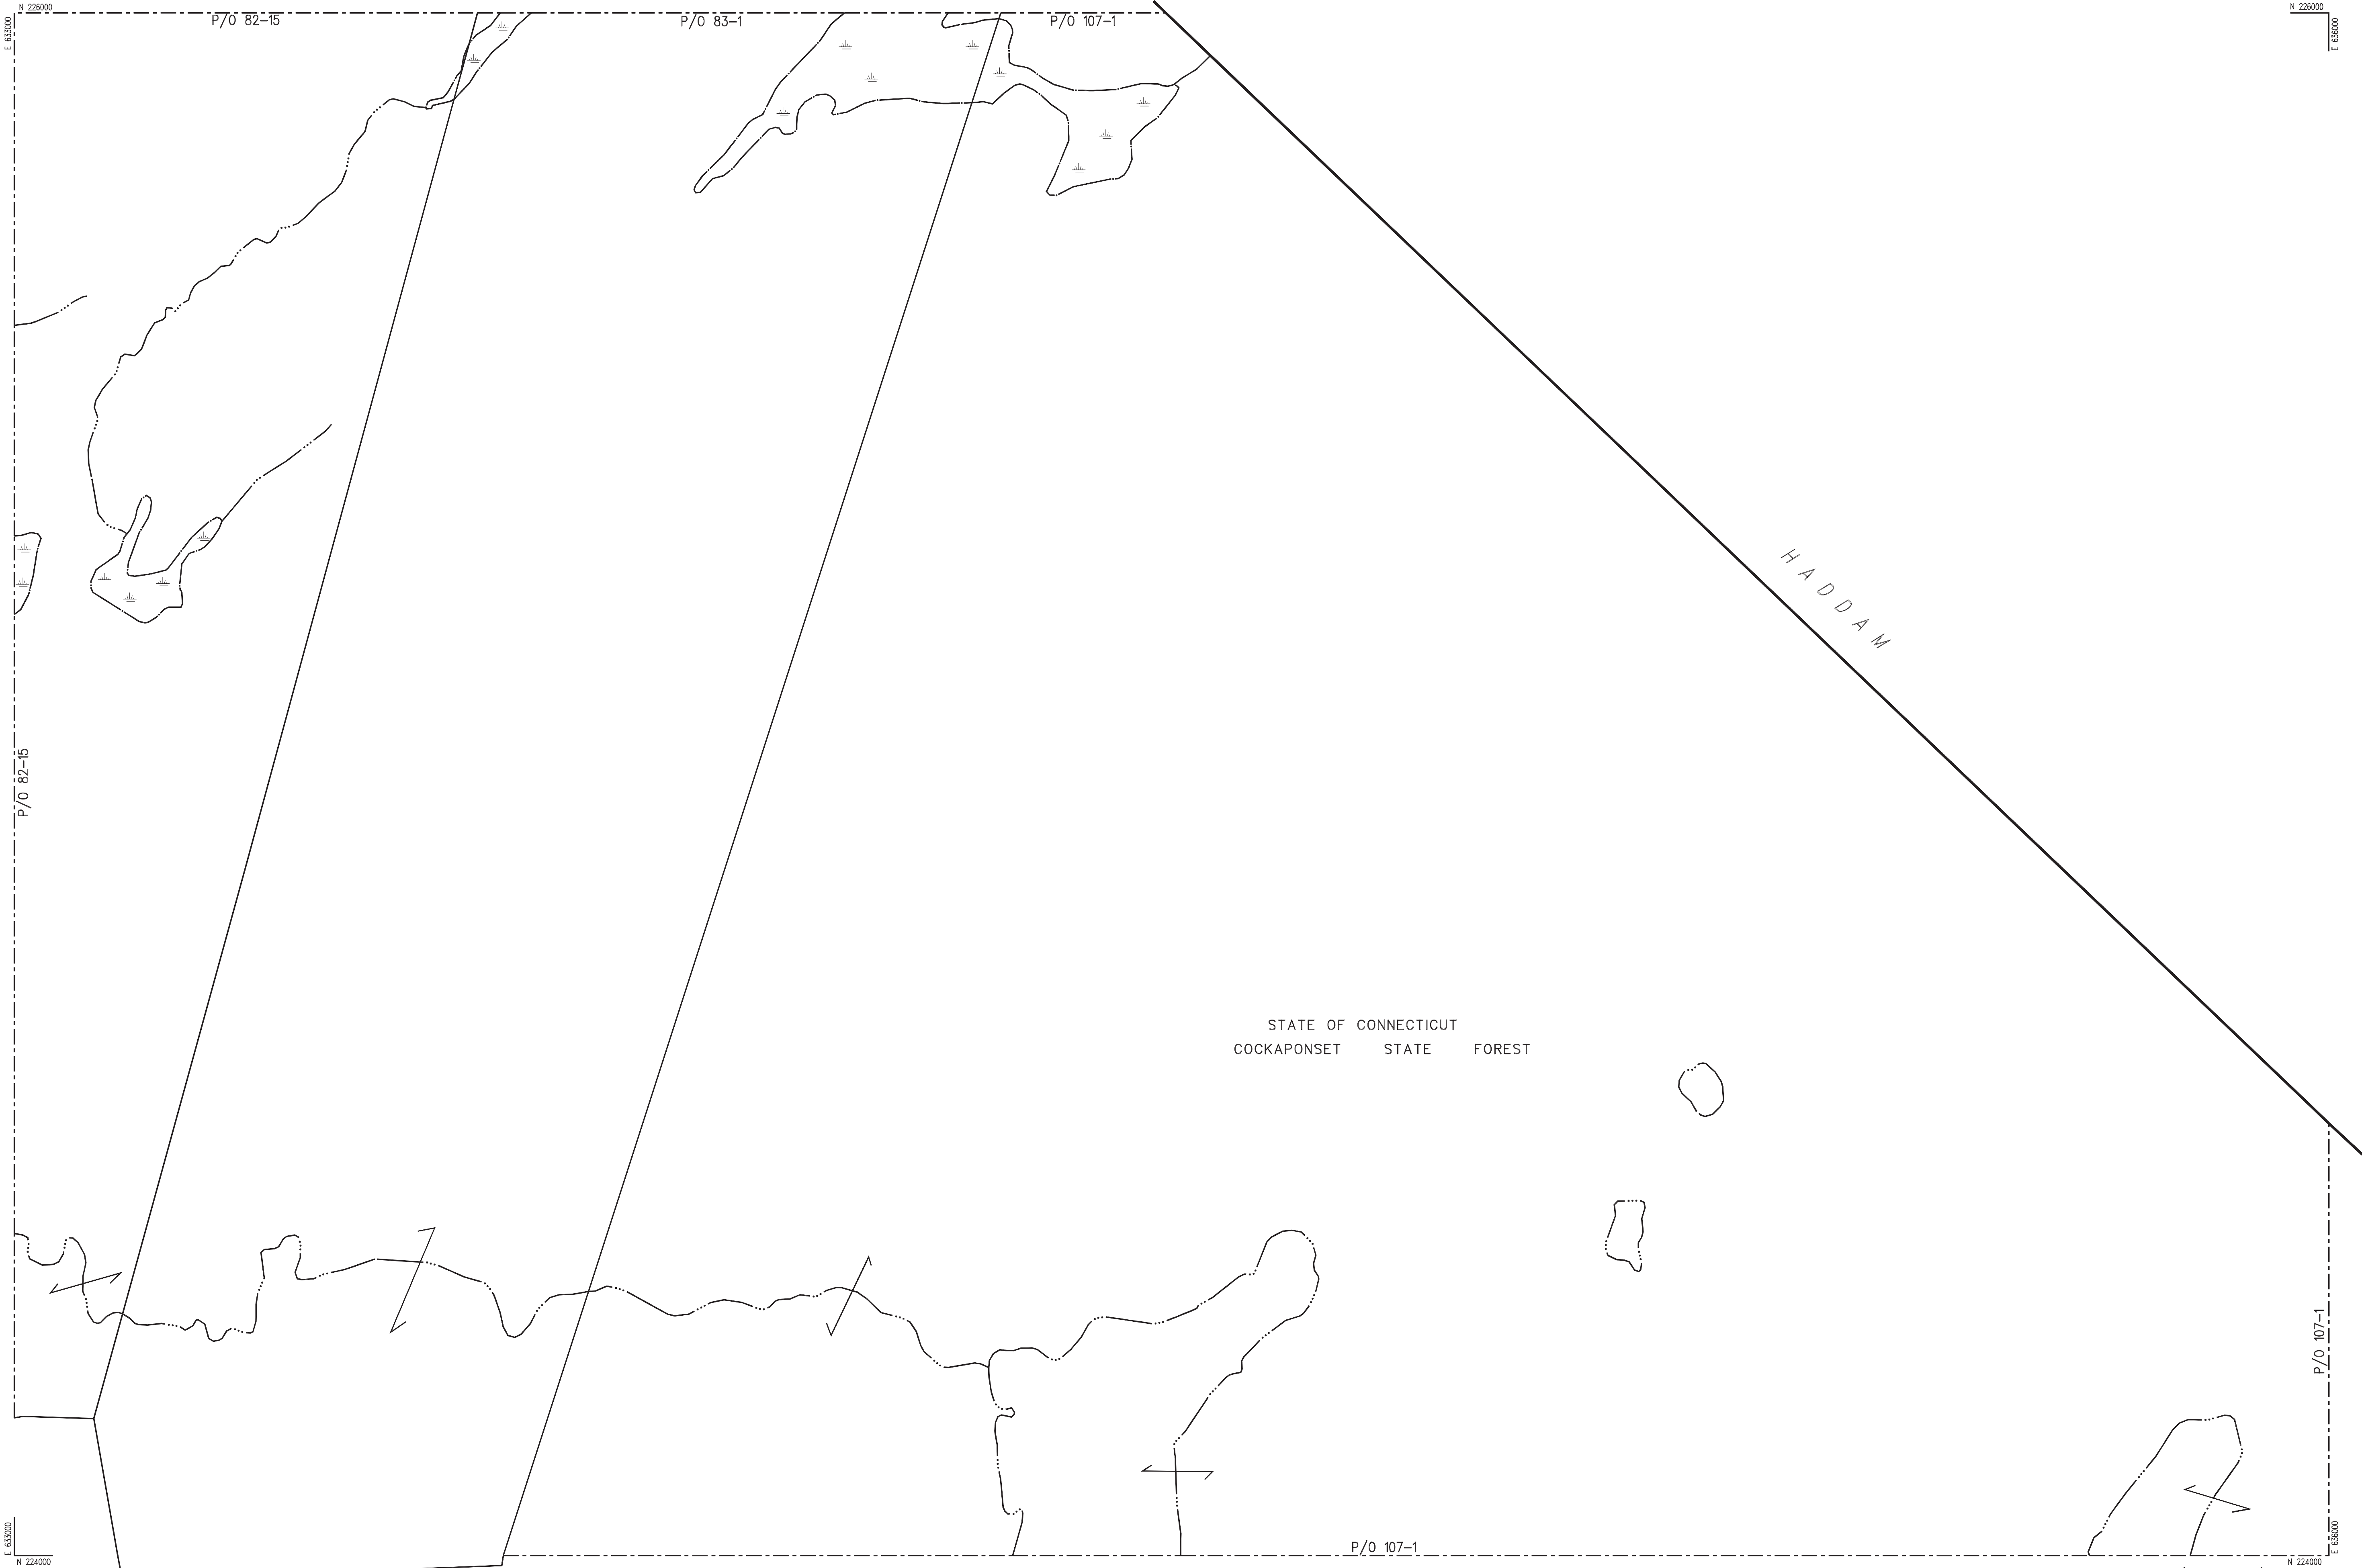 N 226000
E 633000
P/O 82-15
P/O 83-1
P/O 107-1
N 226000
E 636000
HADDAM
P/O 82-15
STATE OF CONNECTICUT
COCKAPONSET STATE FOREST
P/O 107-1
E 633000
N 224000
P/O 107-1
E 636000
N 224000